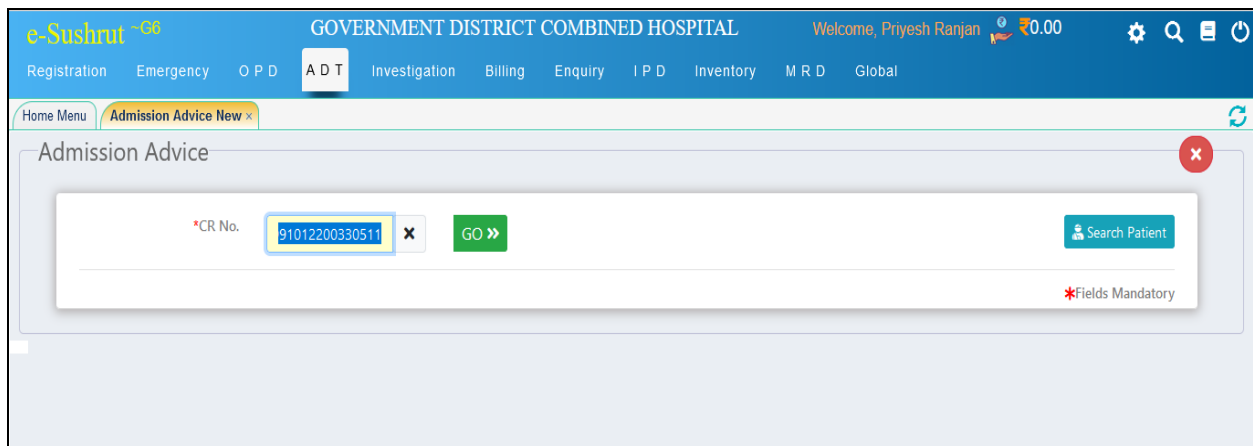 e-Sushrut ~G6 GOVERNMENT DISTRICT COMBINED HOSPITAL Welcome, Priyesh Ranjan ₹0.00
Registration Emergency O P D A D T Investigation Billing Enquiry I P D Inventory M R D Global
Home Menu Admission Advice New ×
Admission Advice
*CR No. 91012200330511 GO Search Patient
*Fields Mandatory